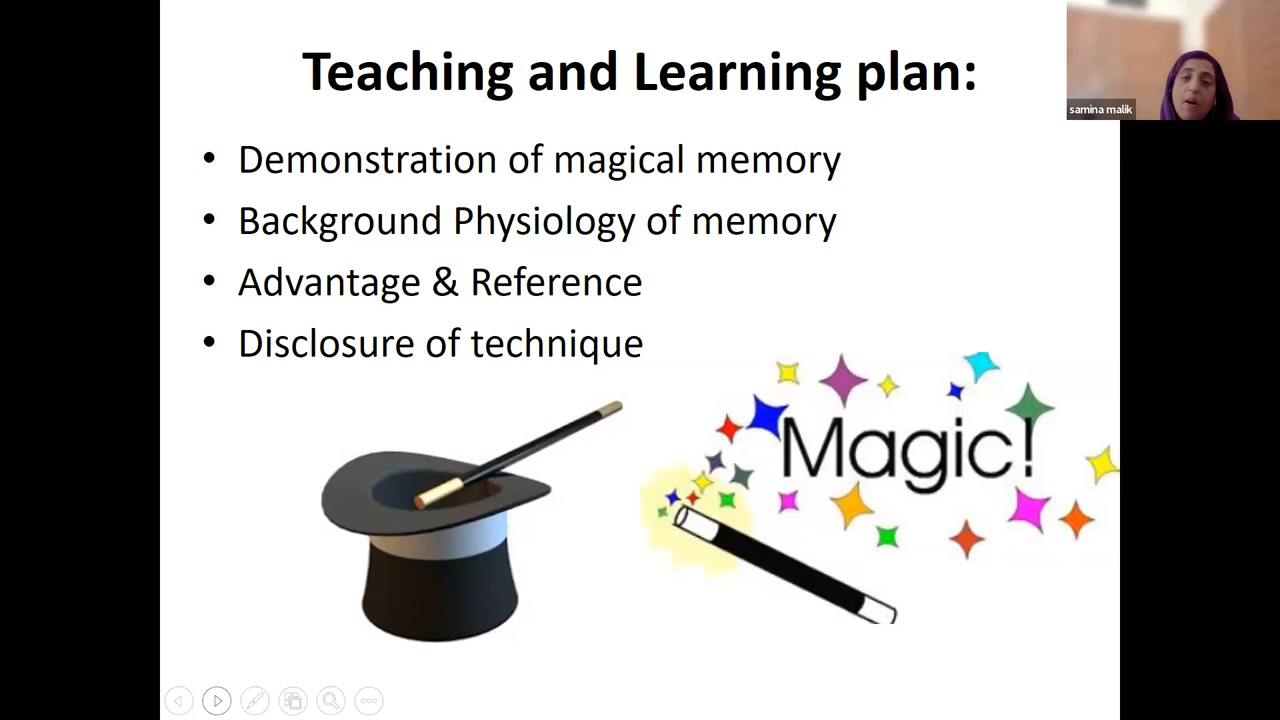 Teaching and Learning plan:
samina malik
• Demonstration of magical memory
• Background Physiology of memory
• Advantage & Reference
• Disclosure of technique
Magic!